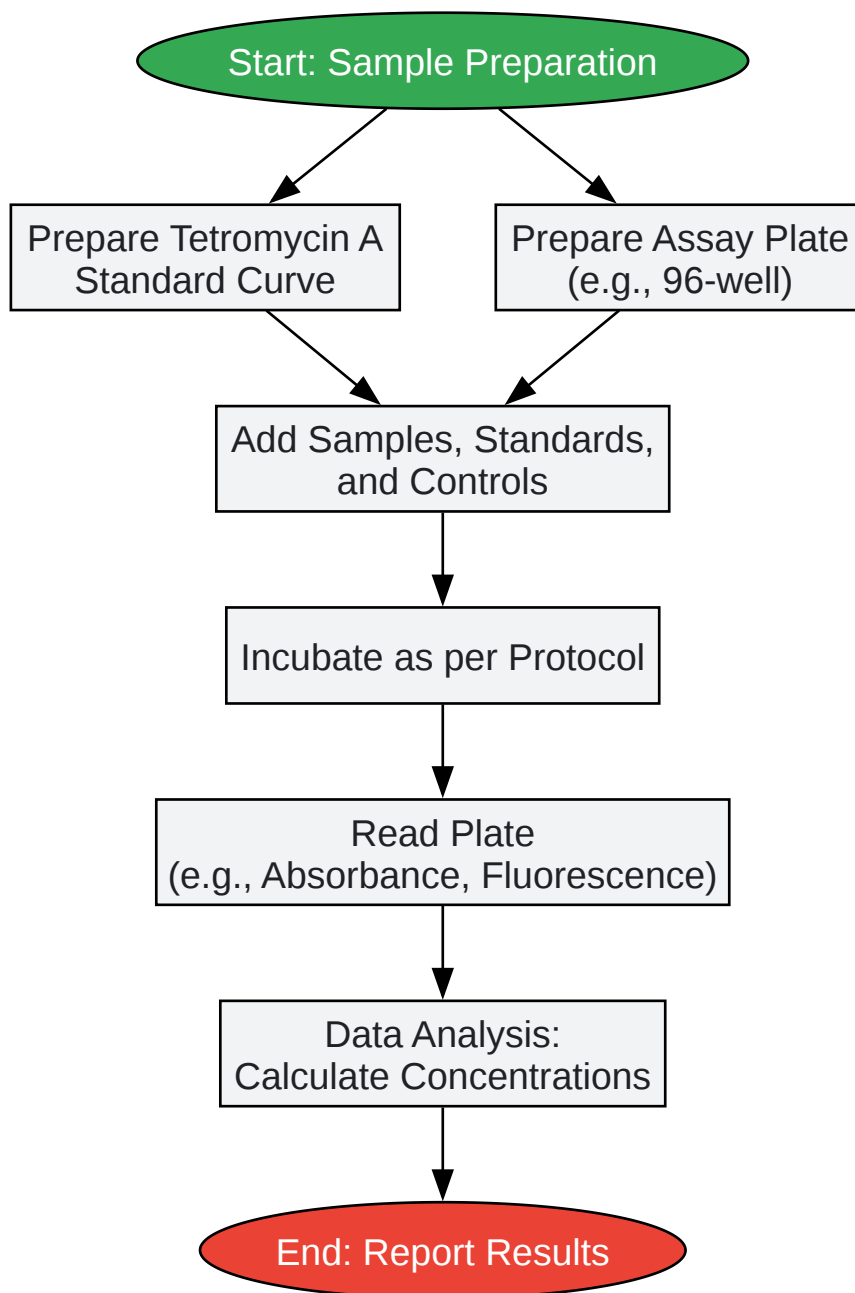 Start: Sample Preparation
Prepare Tetromycin A
Standard Curve
Prepare Assay Plate
(e.g., 96-well)
Add Samples, Standards,
and Controls
Incubate as per Protocol
Read Plate
(e.g., Absorbance, Fluorescence)
Data Analysis:
Calculate Concentrations
End: Report Results